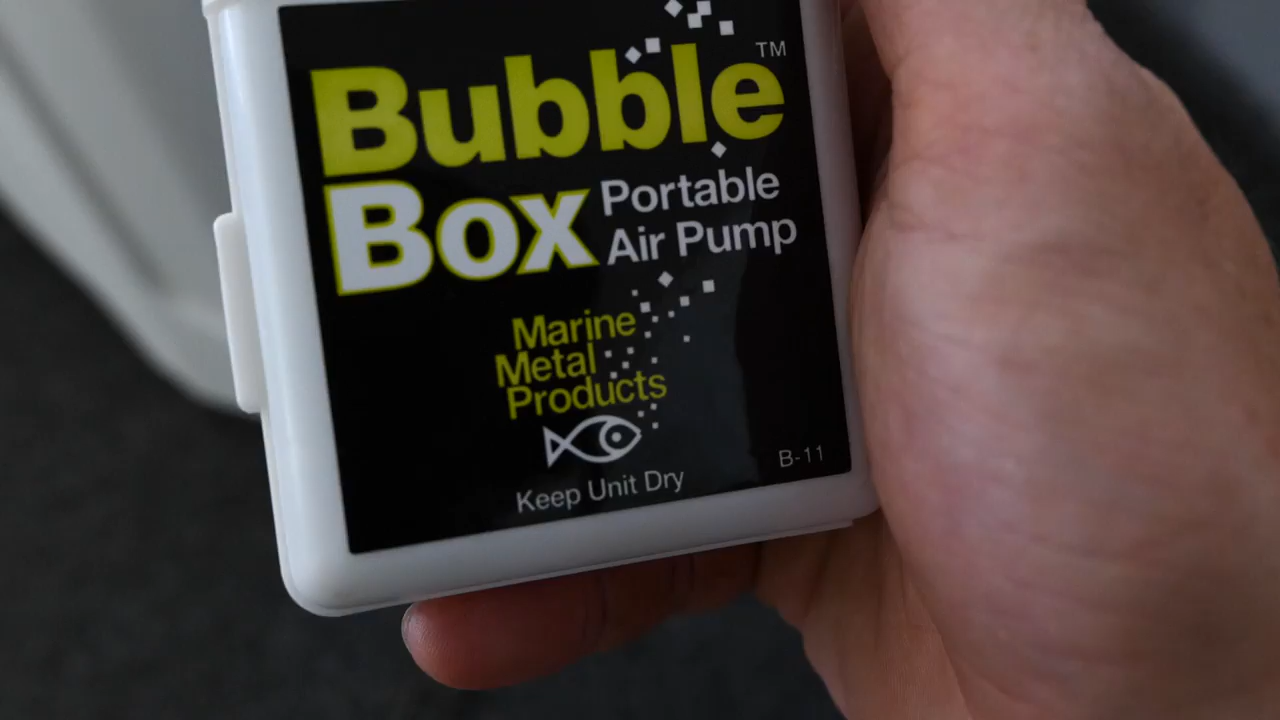 Bubble™
Box Portable
Air Pump
Marine
Metal
Products
Keep Unit Dry
B-11